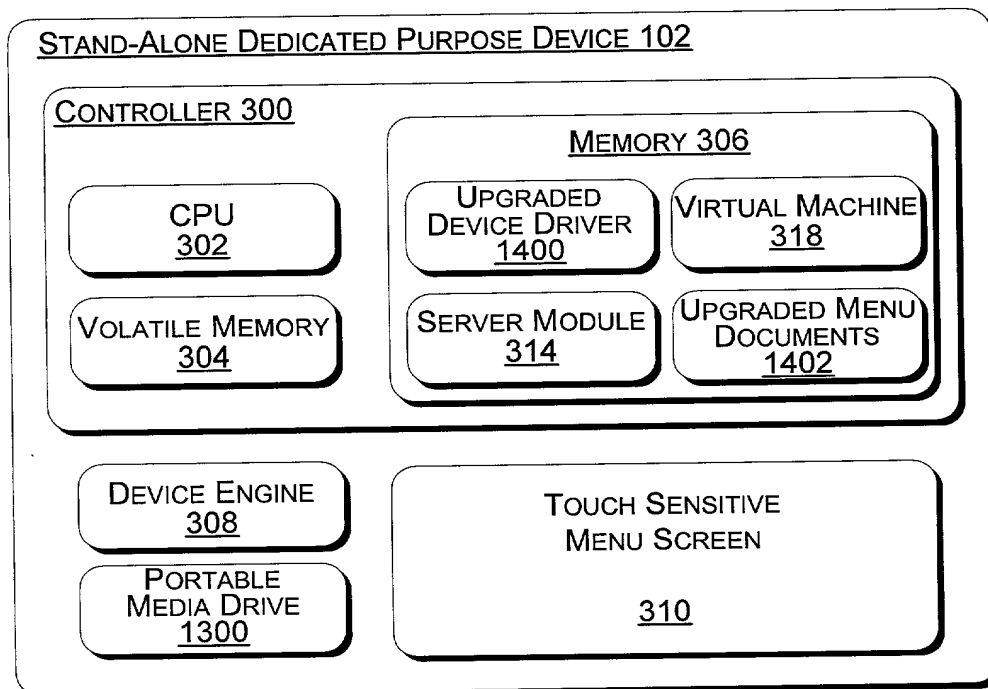 STAND-ALONE DEDICATED PURPOSE DEVICE 102
CONTROLLER 300
CPU
302
VOLATILE MEMORY
304
MEMORY 306
UPGRADED
DEVICE DRIVER
1400
VIRTUAL MACHINE
318
SERVER MODULE
314
UPGRADED MENU
DOCUMENTS
1402
DEVICE ENGINE
308
PORTABLE
MEDIA DRIVE
1300
TOUCH SENSITIVE
MENU SCREEN
310